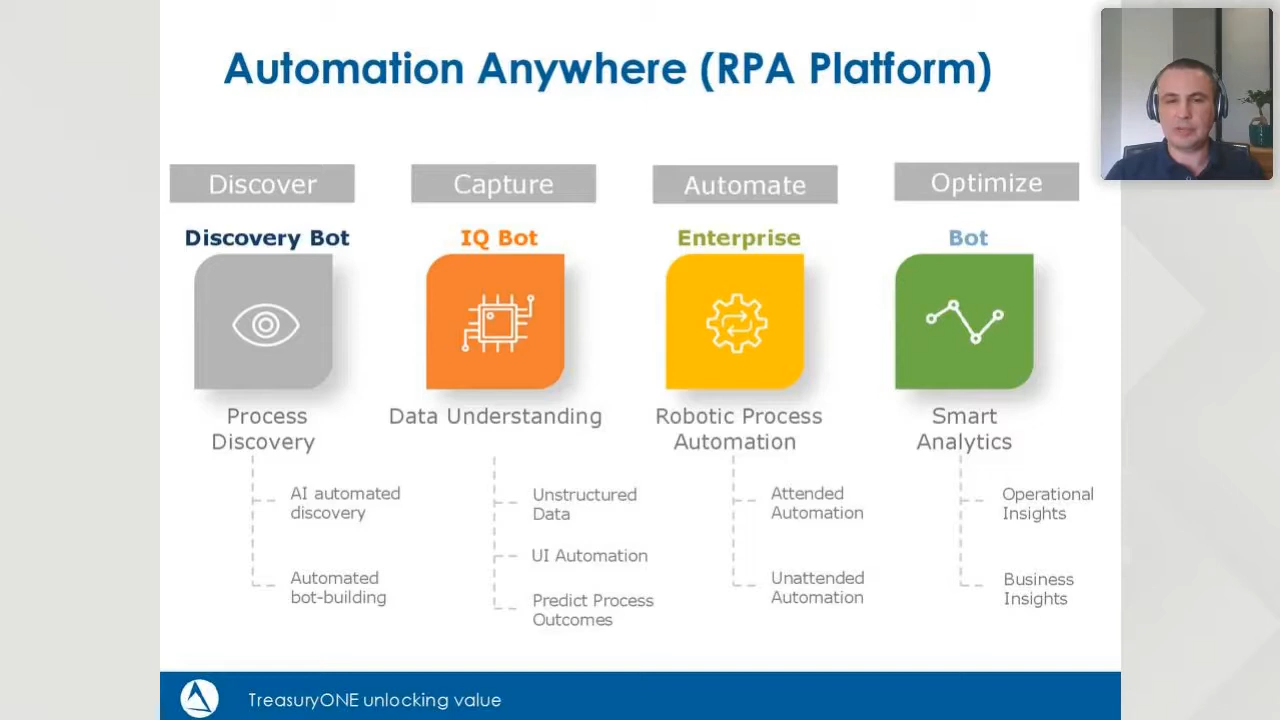 Automation Anywhere (RPA Platform)
Discover
Capture
Automate
Optimize
Discovery Bot
IQ Bot
Enterprise
Bot
Process
Discovery
Data Understanding
Robotic Process
Automation
Smart
Analytics
AI automated
discovery
Automated
bot-building
Unstructured
Data
UI Automation
Predict Process
Outcomes
Attended
Automation
Unattended
Automation
Operational
Insights
Business
Insights
TreasuryONE unlocking value